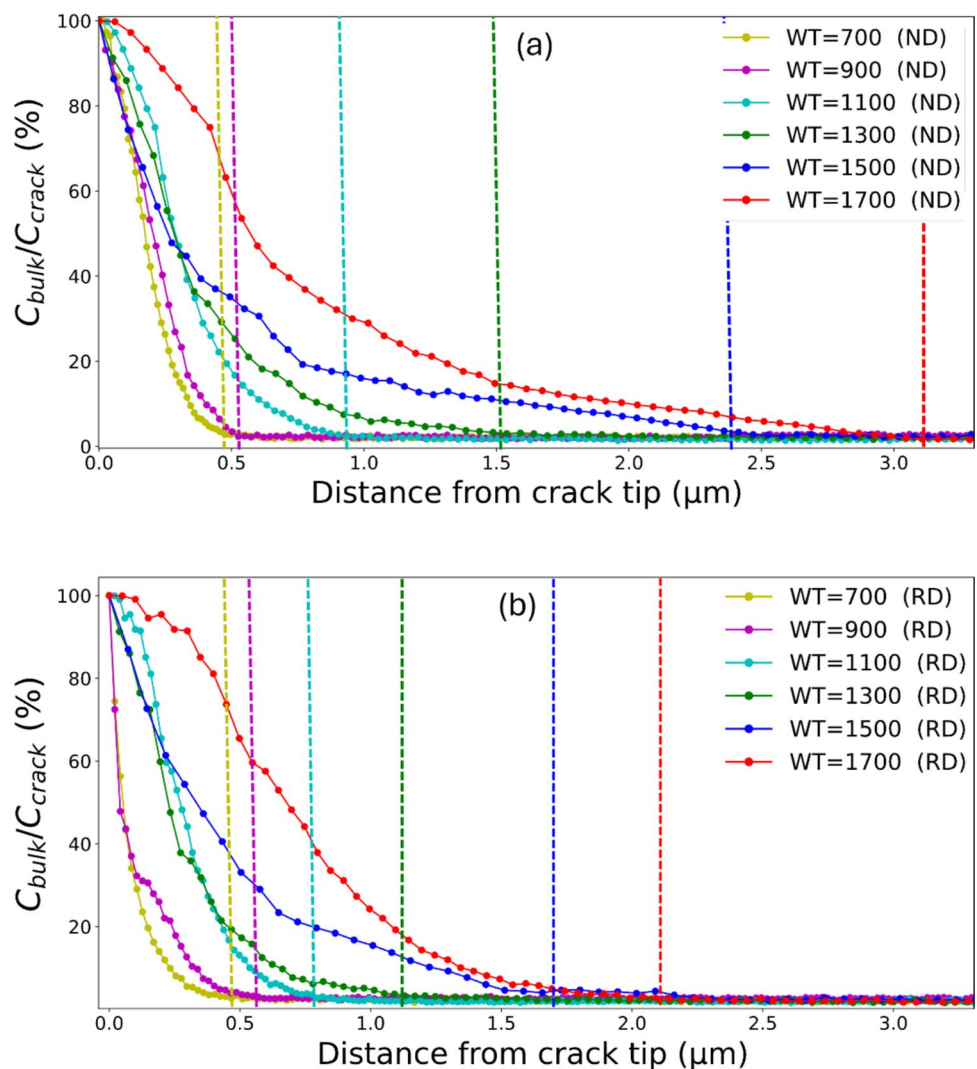 (a)
WT=700 (ND)
WT=900 (ND)
WT=1100 (ND)
WT=1300 (ND)
WT=1500 (ND)
WT=1700 (ND)
100
80
60
40
20
0
C_bulk/C_crack (%)
0.0 0.5 1.0 1.5 2.0 2.5 3.0
Distance from crack tip (μm)
(b)
WT=700 (RD)
WT=900 (RD)
WT=1100 (RD)
WT=1300 (RD)
WT=1500 (RD)
WT=1700 (RD)
100
80
60
40
20
C_bulk/C_crack (%)
0.0 0.5 1.0 1.5 2.0 2.5 3.0
Distance from crack tip (μm)